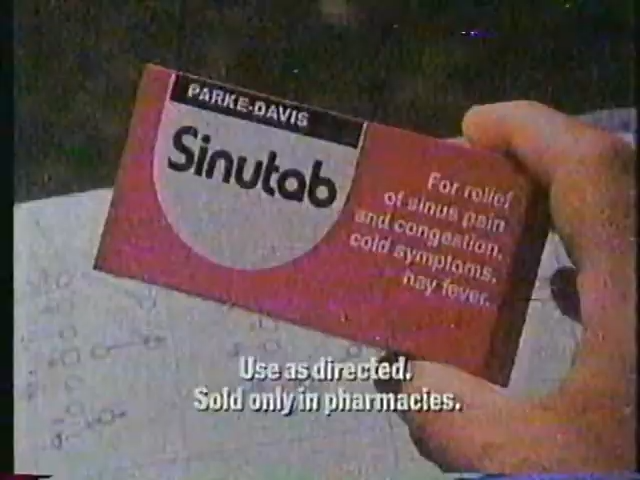 PARKE-DAVIS
Sinutab
For relief
of sinus pain
and congestion,
cold symptoms,
hay fever.
Use as directed.
Sold only in pharmacies.